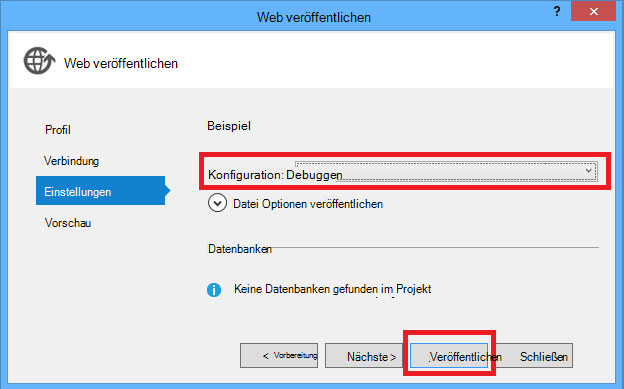 Web veröffentlichen
?
Web veröffentlichen
Profil
Verbindung
Einstellungen
Vorschau
Beispiel
Konfiguration: Debuggen
Datei Optionen veröffentlichen
Datenbanken
Keine Datenbanken gefunden im Projekt
< Vorbereitung
Nächste >
Veröffentlichen
Schließen